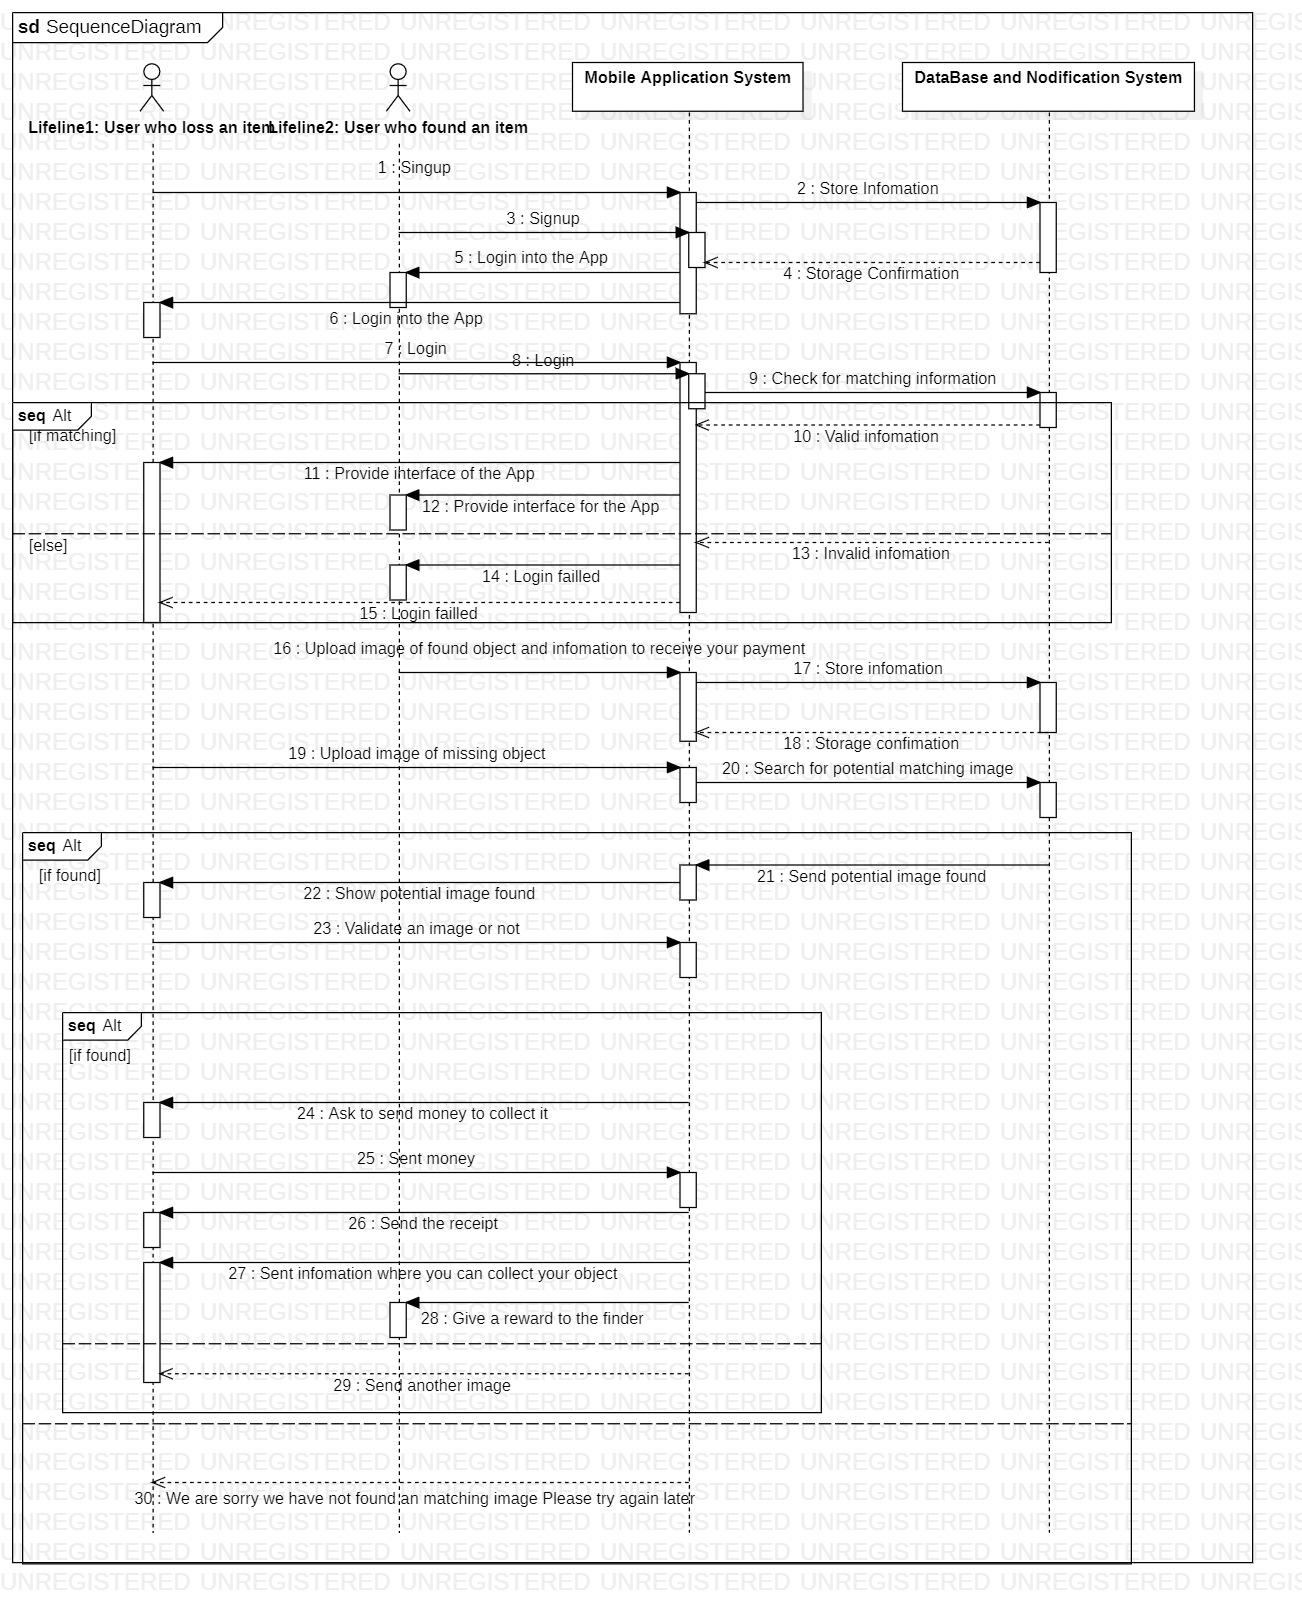 sd SequenceDiagram
Mobile Application System
DataBase and Nodification System
Lifeline1: User who loss an item
Lifeline2: User who found an item
1 : Singup
2 : Store Infomation
3 : Signup
5 : Login into the App
4 : Storage Confirmation
6 : Login into the App
7 : Login
8 : Login
9 : Check for matching information
seq Alt
[if matching]
10 : Valid infomation
11 : Provide interface of the App
12 : Provide interface for the App
[else]
13 : Invalid infomation
14 : Login failled
15 : Login failled
16 : Upload image of found object and infomation to receive your payment
17 : Store infomation
18 : Storage confimation
19 : Upload image of missing object
20 : Search for potential matching image
seq Alt
[if found]
21 : Send potential image found
22 : Show potential image found
23 : Validate an image or not
seq Alt
[if found]
24 : Ask to send money to collect it
25 : Sent money
26 : Send the receipt
27 : Sent infomation where you can collect your object
28 : Give a reward to the finder
29 : Send another image
30 : We are sorry we have not found an matching image Please try again later
UNREGISTERED